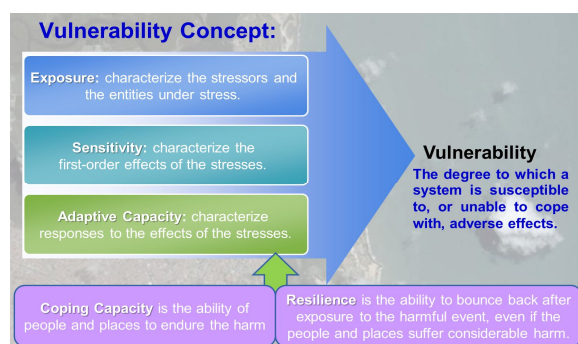 Vulnerability Concept:
Exposure: characterize the stressors and
the entities under stress.
Sensitivity: characterize the
first-order effects of the stresses.
Adaptive Capacity: characterize
responses to the effects of the stresses.
Vulnerability
The degree to which a
system is susceptible
to, or unable to cope
with, adverse effects.
Coping Capacity is the ability of
people and places to endure the harm
Resilience is the ability to bounce back after
exposure to the harmful event, even if the
people and places suffer considerable harm.